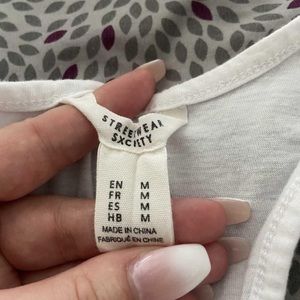 STREETWEAR
SXCIETY
EN M
FR M
ES M
HB M
MADE IN CHINA
FABRIQUÉ EN CHINE